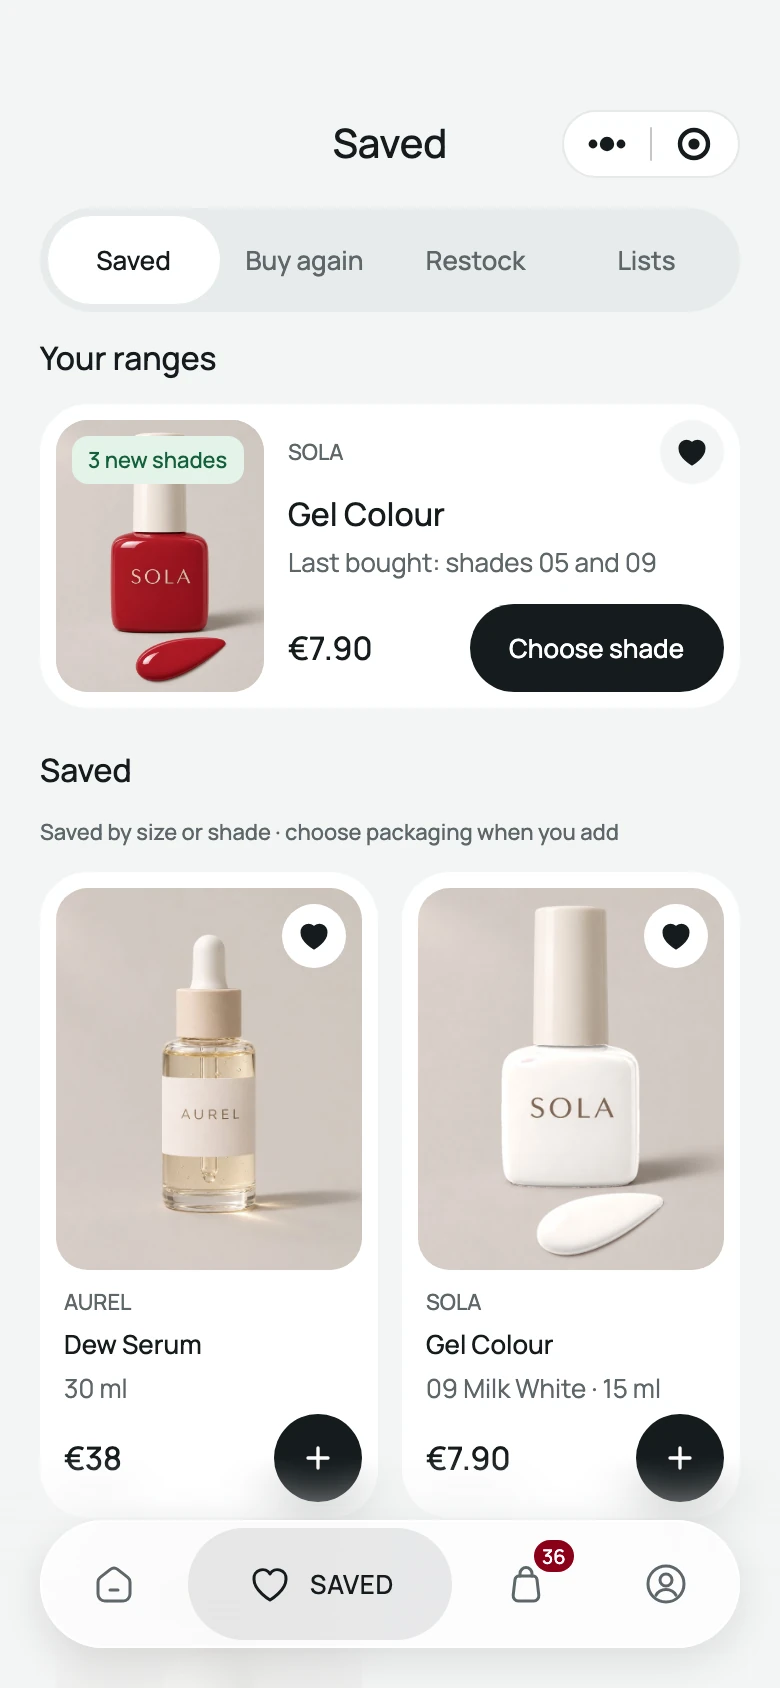 Saved
Saved
Buy again
Restock
Lists
Your ranges
3 new shades
SOLA
SOLA
Gel Colour
Last bought: shades 05 and 09
€7.90
Choose shade
Saved
Saved by size or shade · choose packaging when you add
AUREL
SOLA
AUREL
Dew Serum
30 ml
€38
SOLA
Gel Colour
09 Milk White · 15 ml
€7.90
SAVED
36